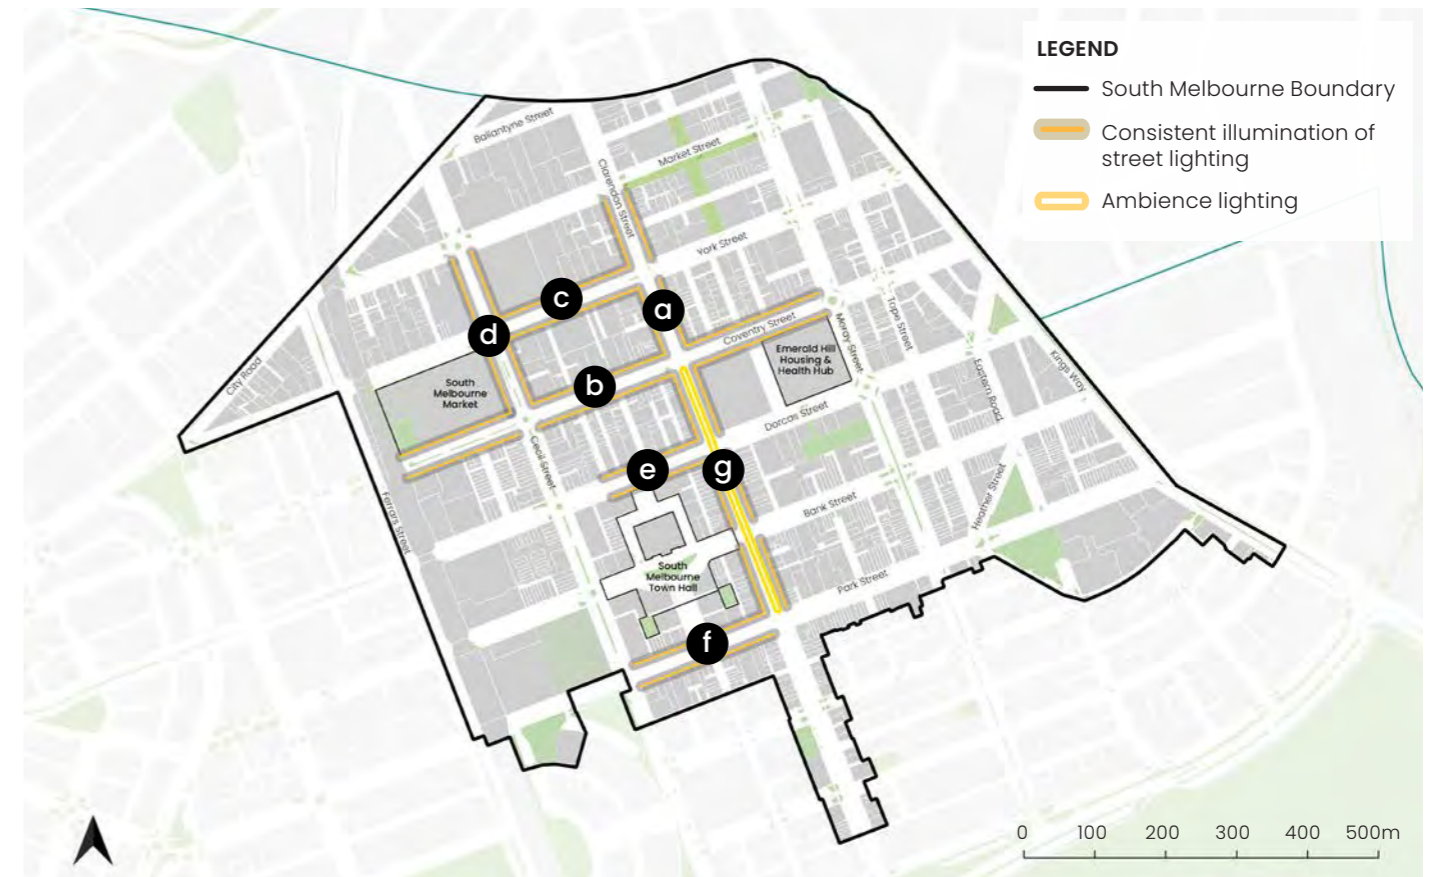 LEGEND
South Melbourne Boundary
Consistent illumination of
street lighting
Ambience lighting
Ballantyne Street
Market Street
Clarendon Street
York Street
c
a
d
Coventry Street
Tope Street
Moray Street
Emerald Hill
Housing &
Health Hub
City Road
Kings Way
Eastern Road
South
Melbourne
Market
b
Dorcas Street
Cecil Street
e
g
Bank Street
Heather Street
Ferrars Street
South
Melbourne
Town Hall
Park Street
f
0 100 200 300 400 500m